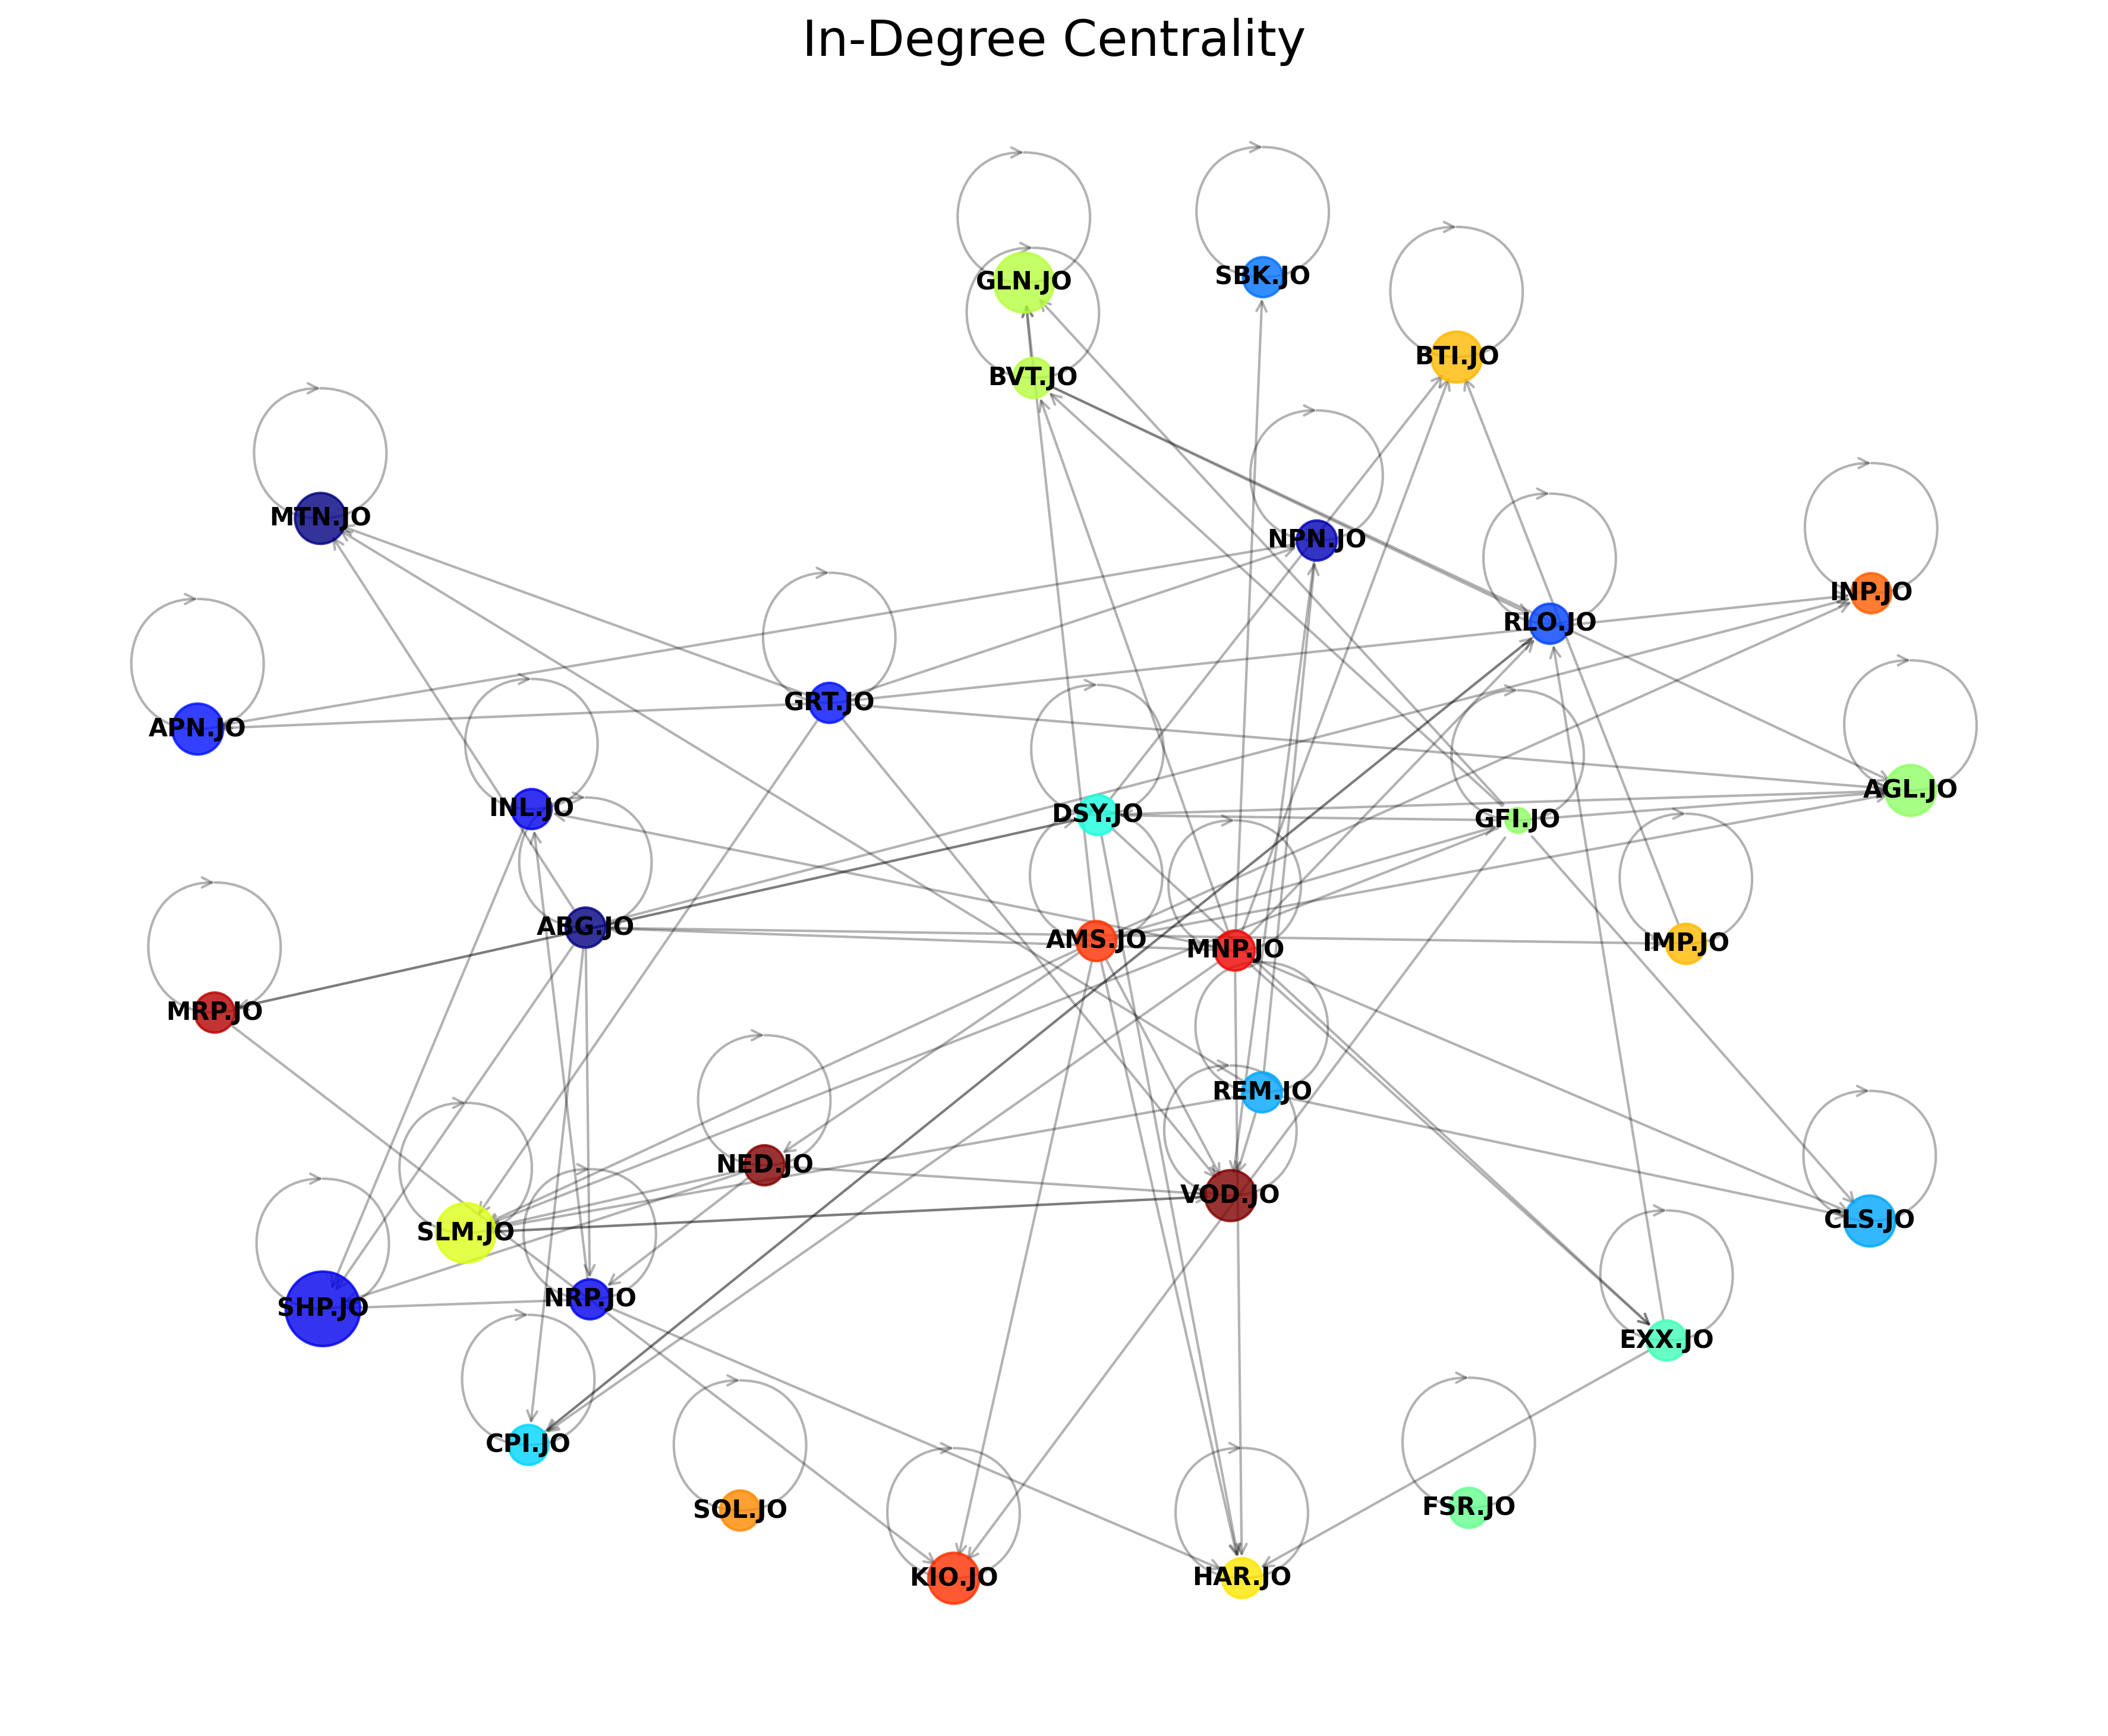 In-Degree Centrality
GLN.JO
SBK.JO
BTI.JO
BVT.JO
MTN.JO
NPN.JO
INP.JO
RLO.JO
GRT.JO
APN.JO
AGL.JO
INL.JO
DSY.JO
GFI.JO
ABG.JO
AMS.JO
MNP.JO
IMP.JO
MRP.JO
REM.JO
NED.JO
VOD.JO
CLS.JO
SLM.JO
NRP.JO
SHP.JO
EXX.JO
CPI.JO
SOL.JO
FSR.JO
KIO.JO
HAR.JO